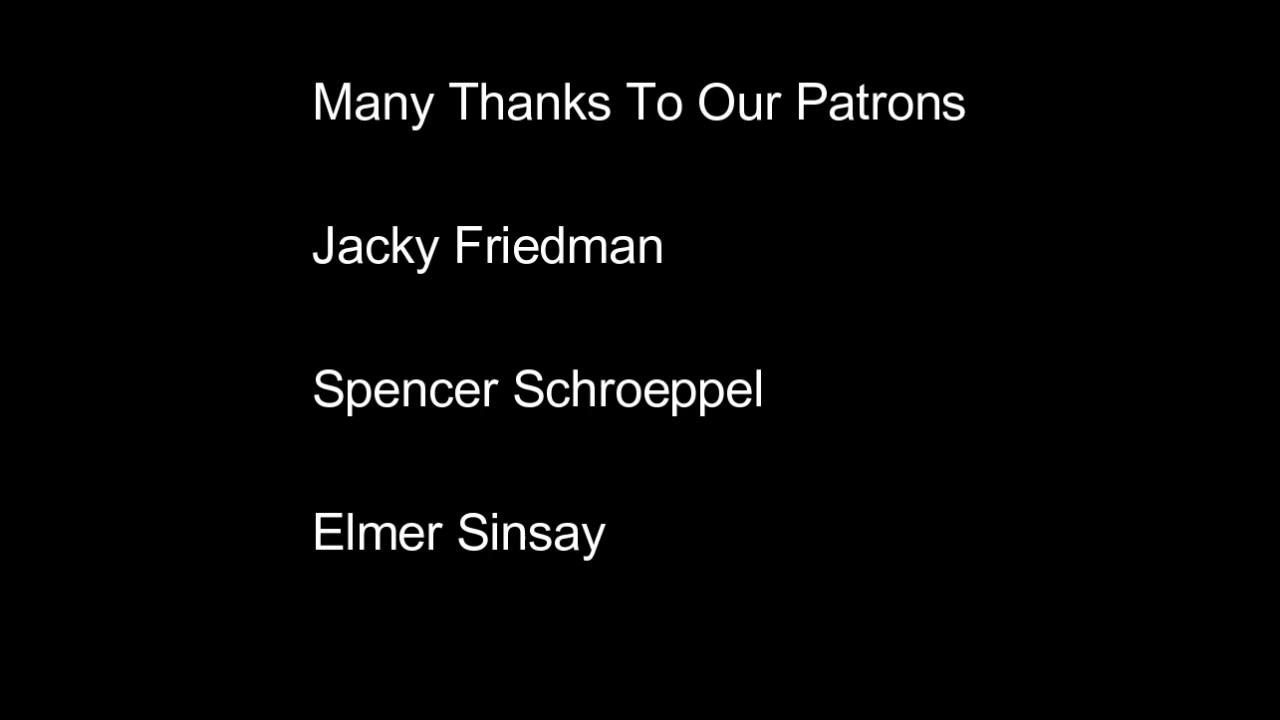 Many Thanks To Our Patrons
Jacky Friedman
Spencer Schroeppel
Elmer Sinsay